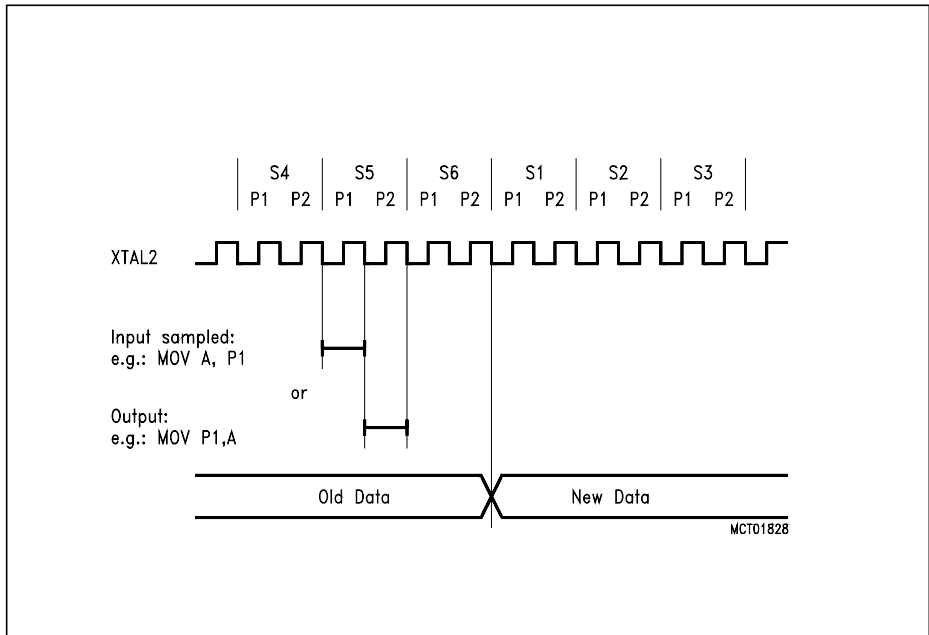 S4 S5 S6 S1 S2 S3
P1 P2 P1 P2 P1 P2 P1 P2 P1 P2 P1 P2
XTAL2
Input sampled:
e.g.: MOV A, P1
or
Output:
e.g.: MOV P1,A
Old Data New Data
MCT01828